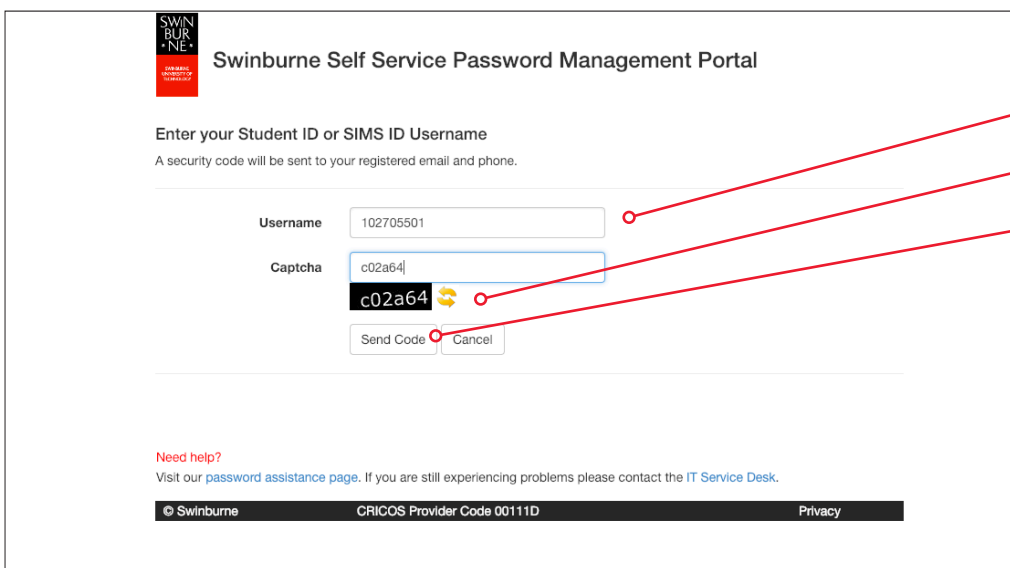 SWIN
BUR
• NE •
SWINBURNE
UNIVERSITY OF
TECHNOLOGY
Swinburne Self Service Password Management Portal
Enter your Student ID or SIMS ID Username
A security code will be sent to your registered email and phone.
Username 102705501
Captcha c02a64
c02a64
Send Code Cancel
Need help?
Visit our password assistance page. If you are still experiencing problems please contact the IT Service Desk.
© Swinburne CRICOS Provider Code 00111D Privacy